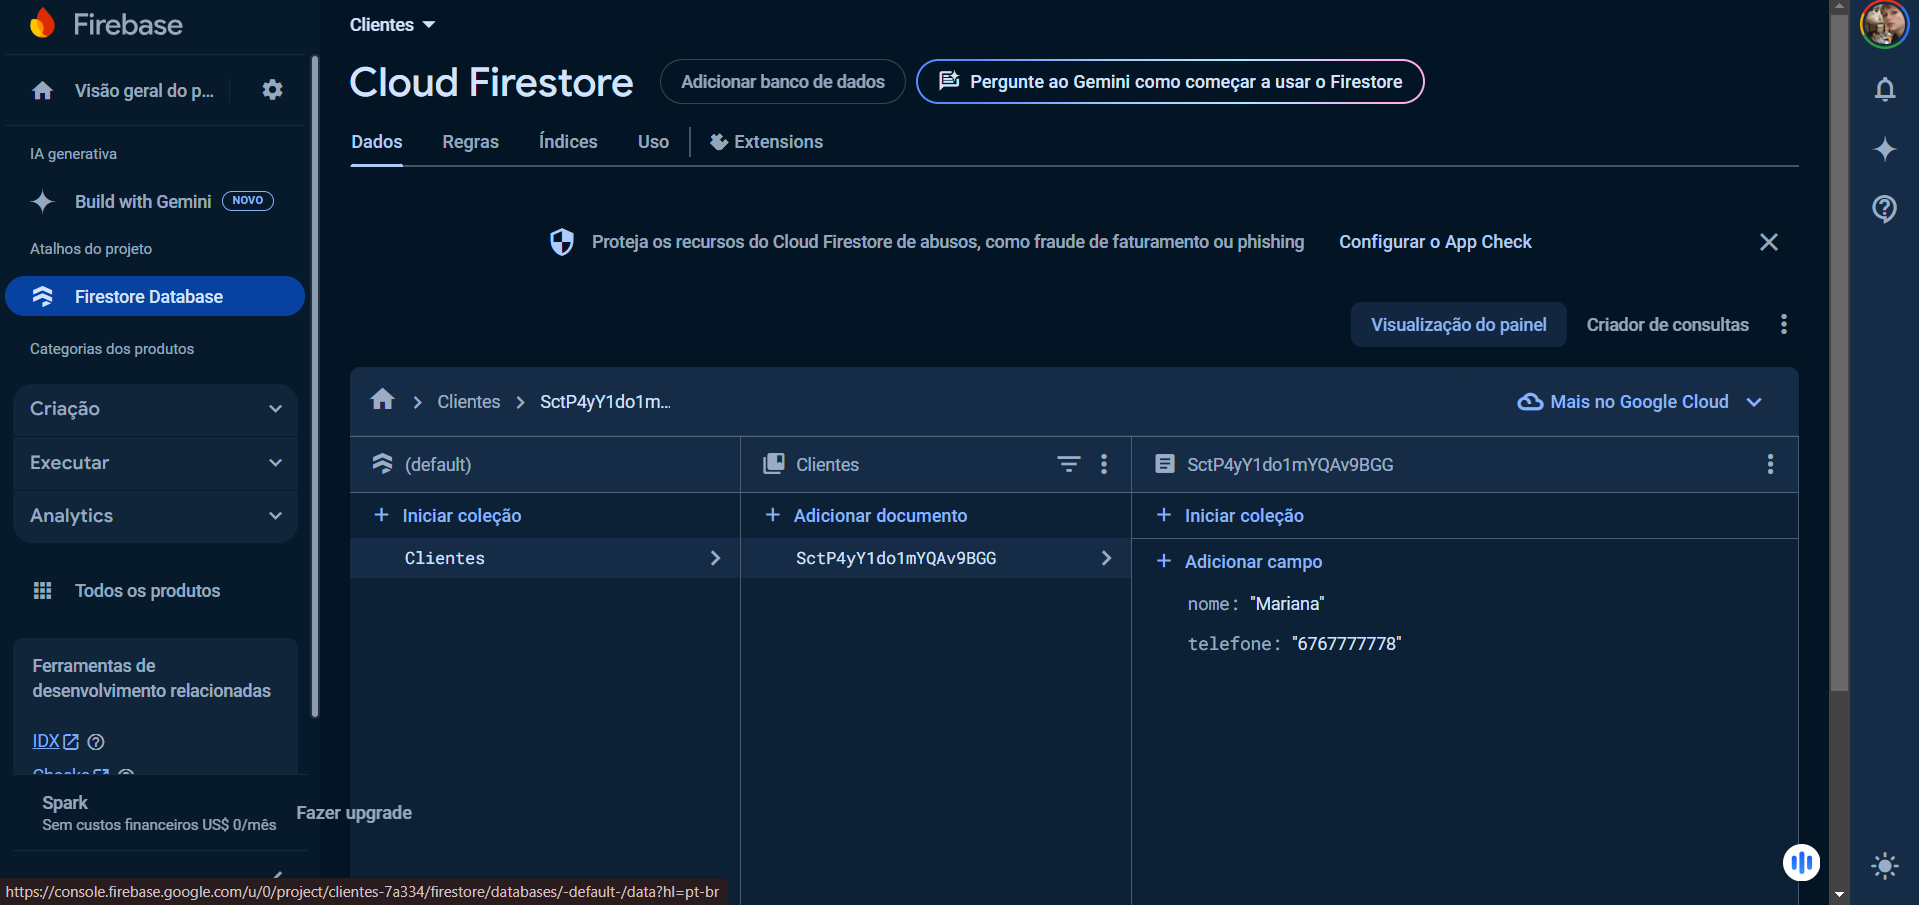 Firebase
Visão geral do p...
IA generativa
Build with Gemini NOVO
Atalhos do projeto
Firestore Database
Categorias dos produtos
Criação
Executar
Analytics
Todos os produtos
Ferramentas de
desenvolvimento relacionadas
IDX
Spark
Sem custos financeiros US$ 0/mês
Fazer upgrade
Clientes
Cloud Firestore
Adicionar banco de dados
Pergunte ao Gemini como começar a usar o Firestore
Dados Regras Índices Uso Extensions
Proteja os recursos do Cloud Firestore de abusos, como fraude de faturamento ou phishing Configurar o App Check
Visualização do painel Criador de consultas
Clientes SctP4yY1do1m... Mais no Google Cloud
(default)
Iniciar coleção
Clientes
Clientes
Adicionar documento
SctP4yY1do1mYQAv9BGG
SctP4yY1do1mYQAv9BGG
Iniciar coleção
Adicionar campo
nome: "Mariana"
telefone: "6767777778"
https://console.firebase.google.com/u/0/project/clientes-7a334/firestore/databases/-default-/data?hl=pt-br